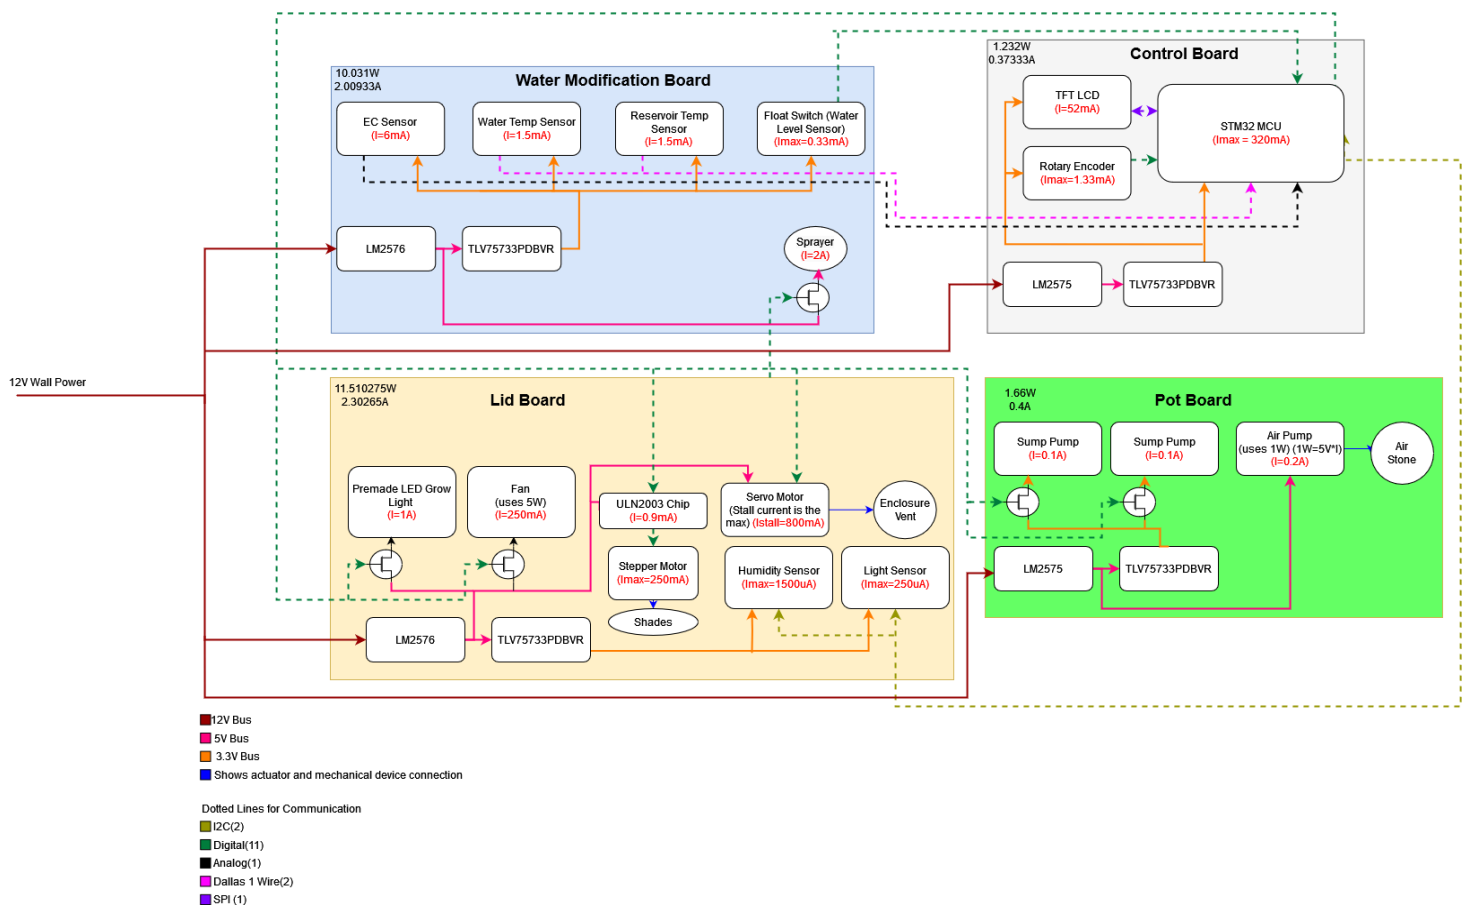 10.031W
2.00933A
Water Modification Board
EC Sensor
(I=6mA)
Water Temp Sensor
(I=1.5mA)
Reservoir Temp
Sensor
(I=1.5mA)
Float Switch (Water
Level Sensor)
(Imax=0.33mA)
LM2576
TLV75733PDBVR
Sprayer
(I=2A)
1.232W
0.37333A
Control Board
TFT LCD
(I=52mA)
STM32 MCU
(Imax = 320mA)
Rotary Encoder
(Imax=1.33mA)
LM2575
TLV75733PDBVR
12V Wall Power
11.510275W
2.30265A
Lid Board
Premade LED Grow
Light
(I=1A)
Fan
(uses 5W)
(I=250mA)
ULN2003 Chip
(I=0.9mA)
Servo Motor
(Stall current is the
max) (Istall=800mA)
Enclosure
Vent
Stepper Motor
(Imax=250mA)
Shades
Humidity Sensor
(Imax=1500uA)
Light Sensor
(Imax=250uA)
LM2576
TLV75733PDBVR
1.66W
0.4A
Pot Board
Sump Pump
(I=0.1A)
Sump Pump
(I=0.1A)
Air Pump
(uses 1W) (1W=5V*I)
(I=0.2A)
Air
Stone
LM2575
TLV75733PDBVR
12V Bus
5V Bus
3.3V Bus
Shows actuator and mechanical device connection
Dotted Lines for Communication
I2C(2)
Digital(11)
Analog(1)
Dallas 1 Wire(2)
SPI (1)